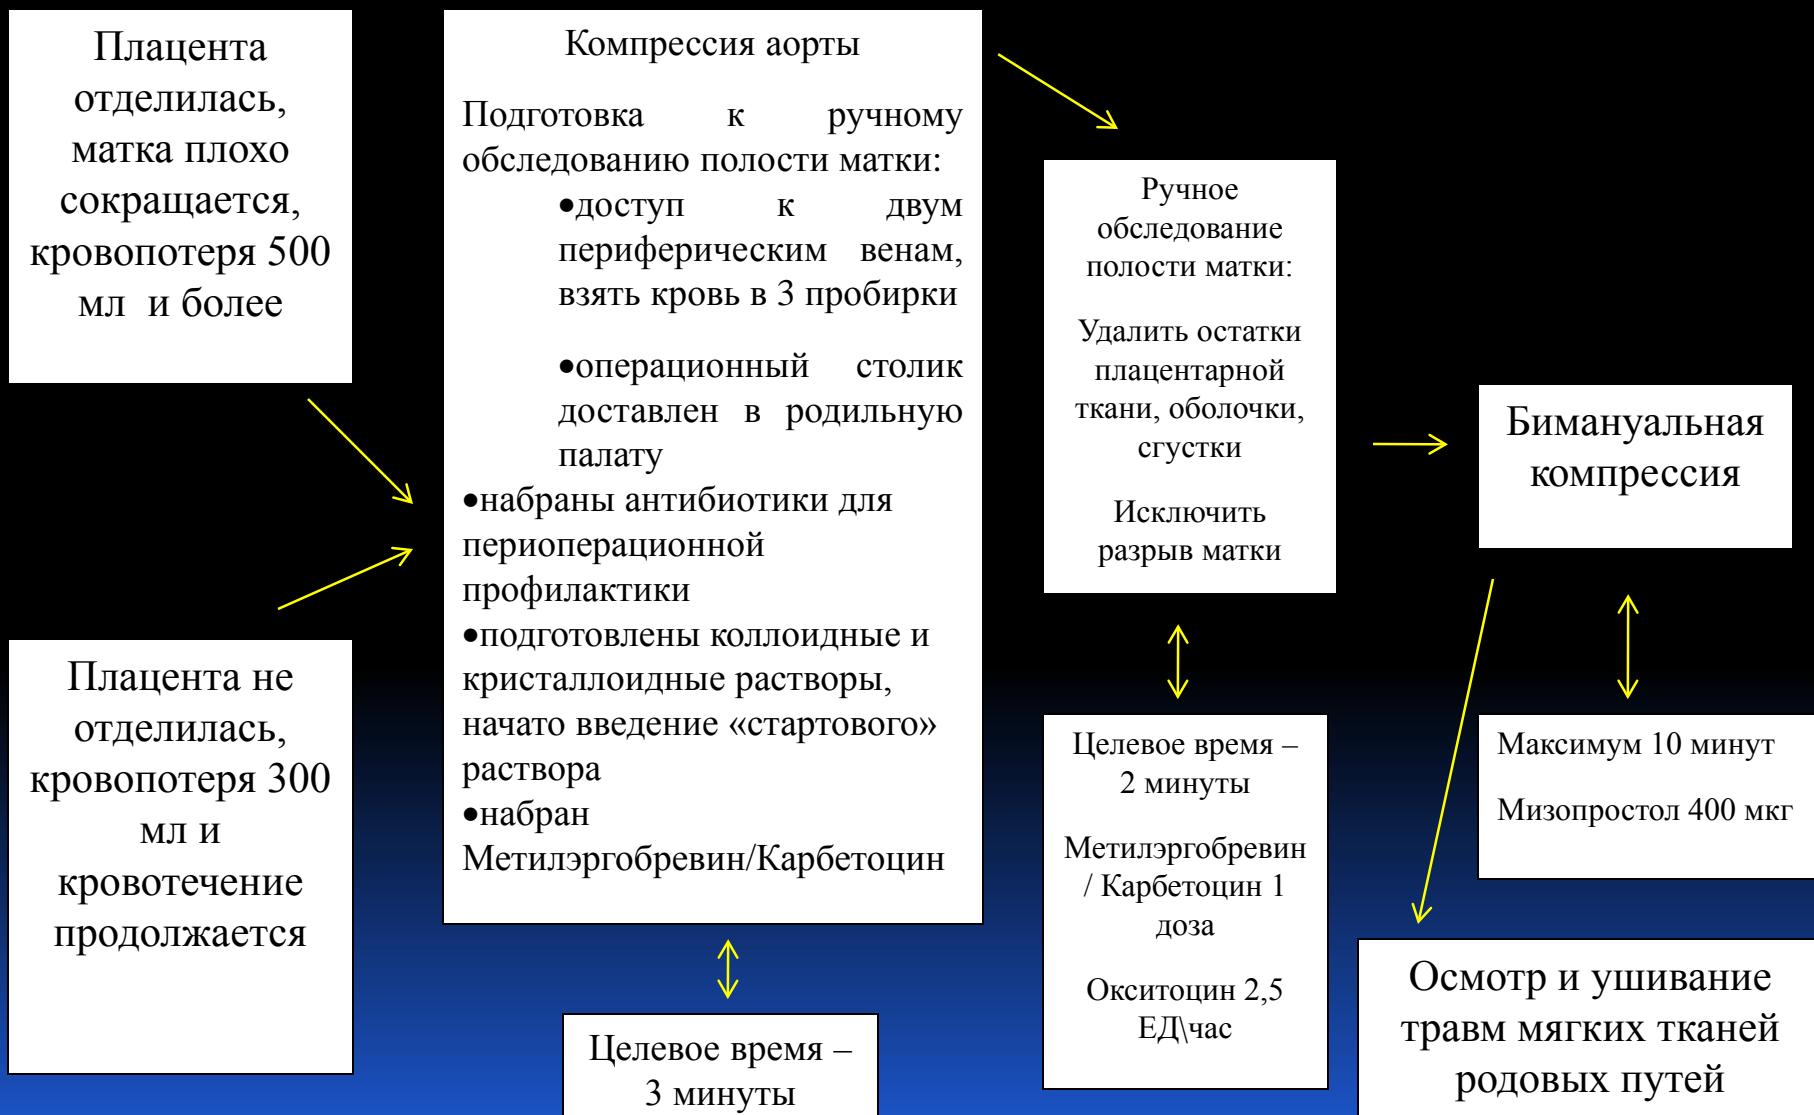 Плацента
отделилась,
матка плохо
сокращается,
кровопотеря 500
мл и более
Плацента не
отделилась,
кровопотеря 300
мл и
кровотечение
продолжается
Компрессия аорты
Подготовка к ручному
обследованию полости матки:
•доступ к двум
периферическим венам,
взять кровь в 3 пробирки
•операционный столик
доставлен в родильную
палату
•набраны антибиотики для
периоперационной
профилактики
•подготовлены коллоидные и
кристаллоидные растворы,
начато введение «стартового»
раствора
•набран
Метилэргобревин/Карбетоцин
Целевое время –
3 минуты
Ручное
обследование
полости матки:
Удалить остатки
плацентарной
ткани, оболочки,
сгустки
Исключить
разрыв матки
Целевое время –
2 минуты
Метилэргобревин
/ Карбетоцин 1
доза
Окситоцин 2,5
ЕД\час
Бимануальная
компрессия
Максимум 10 минут
Мизопростол 400 мкг
Осмотр и ушивание
травм мягких тканей
родовых путей